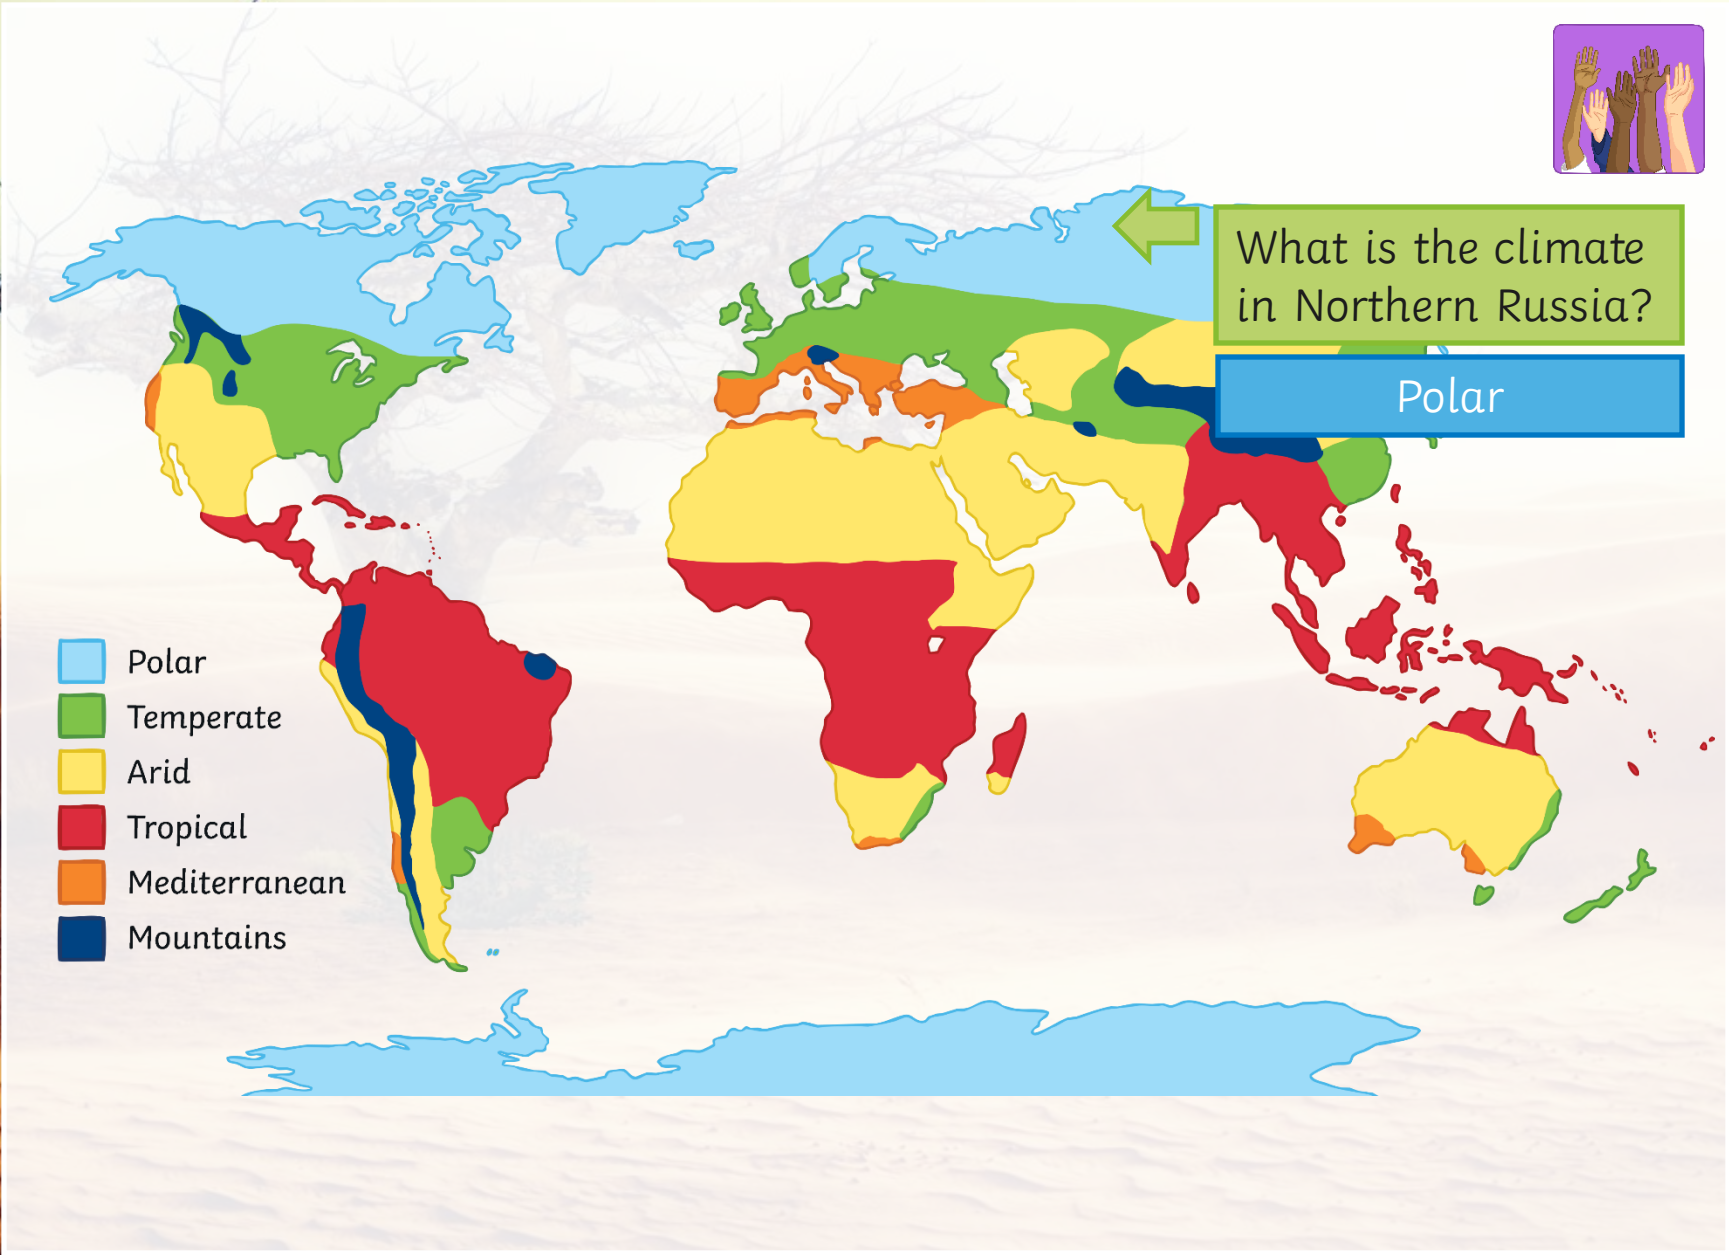 What is the climate
in Northern Russia?
Polar
Polar
Temperate
Arid
Tropical
Mediterranean
Mountains